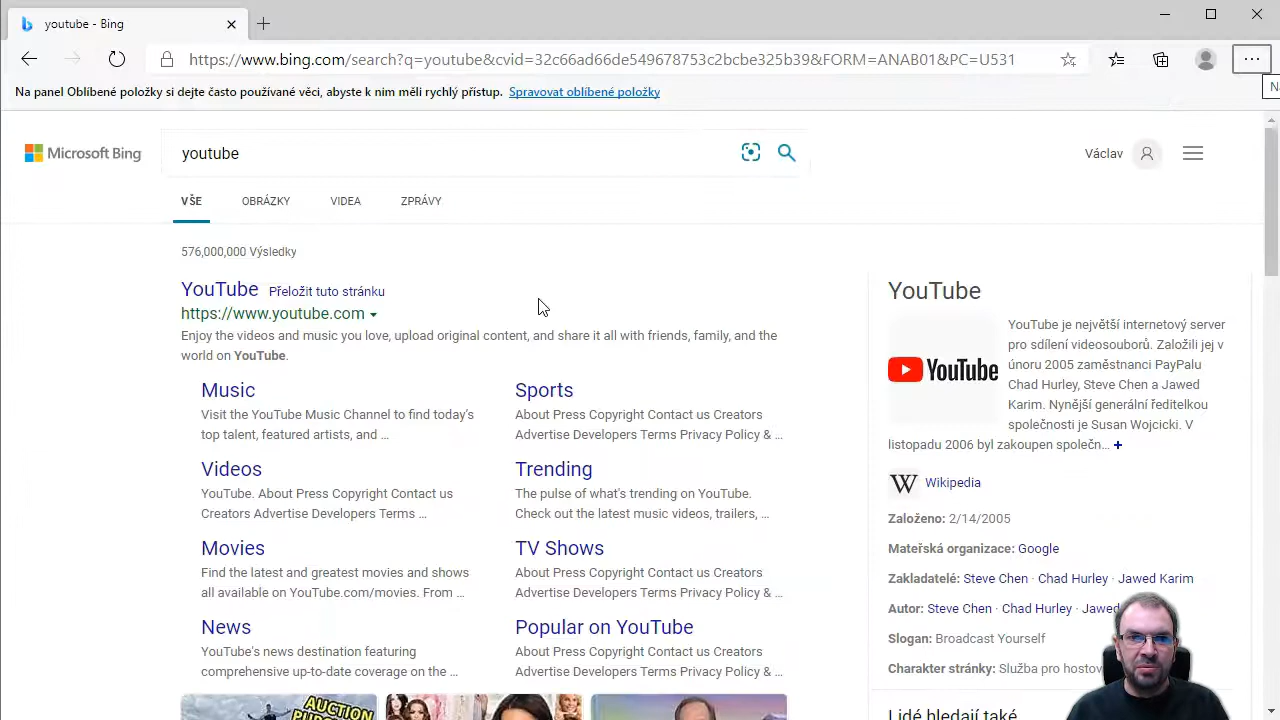 youtube - Bing
https://www.bing.com/search?q=youtube&cvid=32c66ad66de549678753c2bcbe325b39&FORM=ANAB01&PC=U531
Na panel Oblíbené položky si dejte často používané věci, abyste k nim měli rychlý přístup. Spravovat oblíbené položky
Microsoft Bing
youtube
Václav
VŠE OBRÁZKY VIDEA ZPRÁVY
576,000,000 Výsledky
YouTube Přeložit tuto stránku
https://www.youtube.com
Enjoy the videos and music you love, upload original content, and share it all with friends, family, and the
world on YouTube.
Music
Visit the YouTube Music Channel to find today's
top talent, featured artists, and ...
Sports
About Press Copyright Contact us Creators
Advertise Developers Terms Privacy Policy & ...
Videos
YouTube. About Press Copyright Contact us
Creators Advertise Developers Terms ...
Trending
The pulse of what's trending on YouTube.
Check out the latest music videos, trailers, ...
Movies
Find the latest and greatest movies and shows
all available on YouTube.com/movies. From ...
TV Shows
About Press Copyright Contact us Creators
Advertise Developers Terms Privacy Policy & ...
News
YouTube's news destination featuring
comprehensive up-to-date coverage on the ...
Popular on YouTube
About Press Copyright Contact us Creators
Advertise Developers Terms Privacy Policy & ...
AUCTION
YouTube
YouTube
YouTube je největší internetový server
pro sdílení videosouborů. Založili jej v
únoru 2005 zaměstnanci PayPalu
Chad Hurley, Steve Chen a Jawed
Karim. Nynější generální ředitelkou
společnosti je Susan Wojcicki. V
listopadu 2006 byl zakoupen společn... +
W Wikipedia
Založeno: 2/14/2005
Mateřská organizace: Google
Zakladatelé: Steve Chen · Chad Hurley · Jawed Karim
Autor: Steve Chen · Chad Hurley · Jawed
Slogan: Broadcast Yourself
Charakter stránky: Služba pro hostov
Lidé hledají také